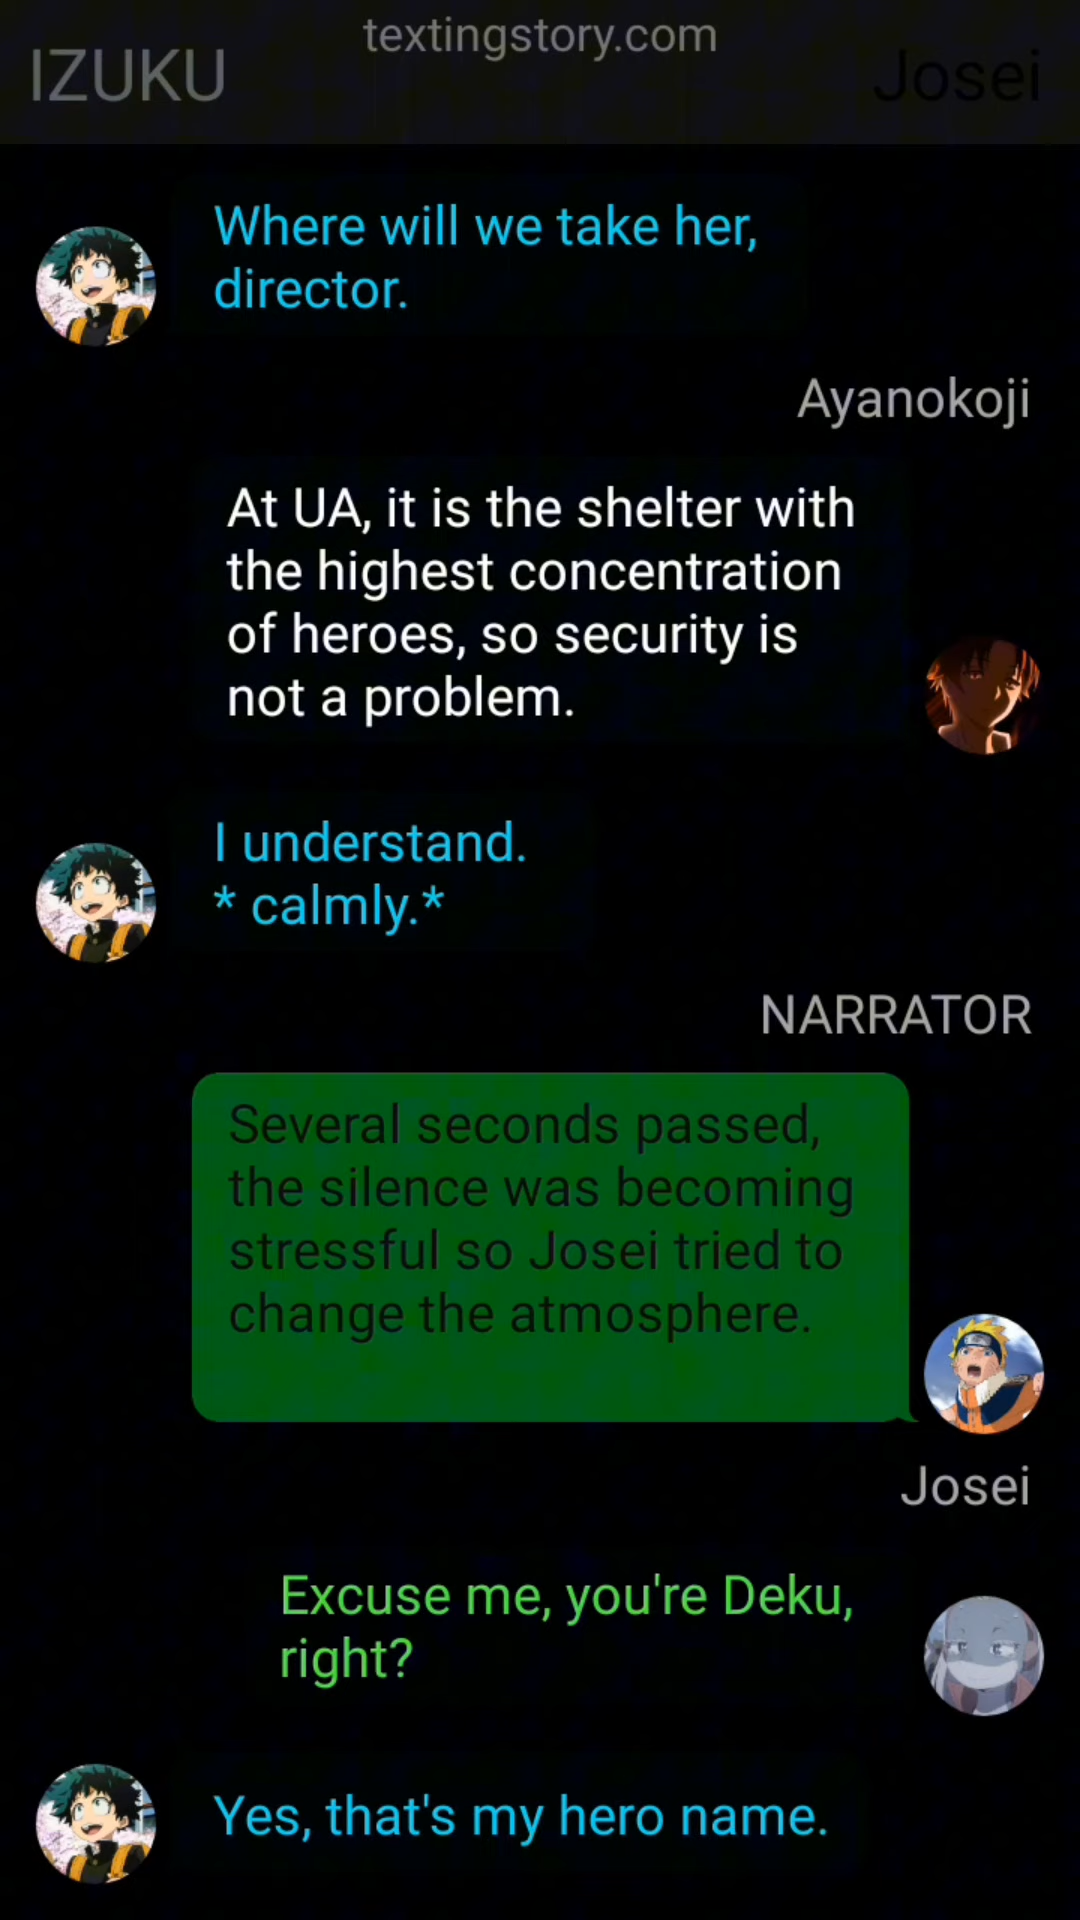 textingstory.com
IZUKU
Josei
Where will we take her,
director.
Ayanokoji
At UA, it is the shelter with
the highest concentration
of heroes, so security is
not a problem.
I understand.
* calmly.*
NARRATOR
Several seconds passed,
the silence was becoming
stressful so Josei tried to
change the atmosphere.
Josei
Excuse me, you're Deku,
right?
Yes, that's my hero name.